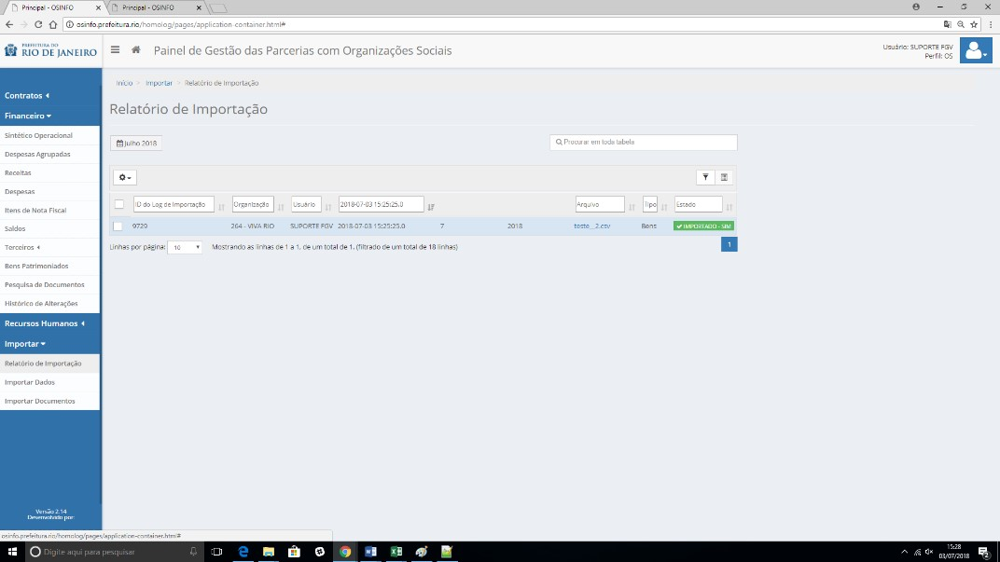 Principal - OSINFO
Principal - OSINFO
osinfo.prefeitura.rio/homolog/pages/application-container.html#
PREFEITURA DO
RIO DE JANEIRO
Painel de Gestão das Parcerias com Organizações Sociais
Usuário: SUPORTE FGV
Perfil: OS
Contratos
Financeiro
Sintético Operacional
Despesas Agrupadas
Receitas
Despesas
Itens de Nota Fiscal
Saldos
Terceiros
Bens Patrimoniados
Pesquisa de Documentos
Histórico de Alterações
Recursos Humanos
Importar
Relatório de Importação
Importar Dados
Importar Documentos
Versão 2.14
Desenvolvido por:
Início > Importar > Relatório de Importação
Relatório de Importação
Julho 2018
Procurar em toda tabela
ID do Log de Importação Organização Usuário 2018-07-03 15:25:25.0 Arquivo Tipo Estado
9729 264 - VIVA RIO SUPORTE FGV 2018-07-03 15:25:25.0 7 2018 teste__2.csv Bens IMPORTADO - SIM
Linhas por página: 10 Mostrando as linhas de 1 a 1, de um total de 1. (filtrado de um total de 18 linhas) 1
osinfo.prefeitura.rio/homolog/pages/application-container.html#
Digite aqui para pesquisar
15:28
03/07/2018
2